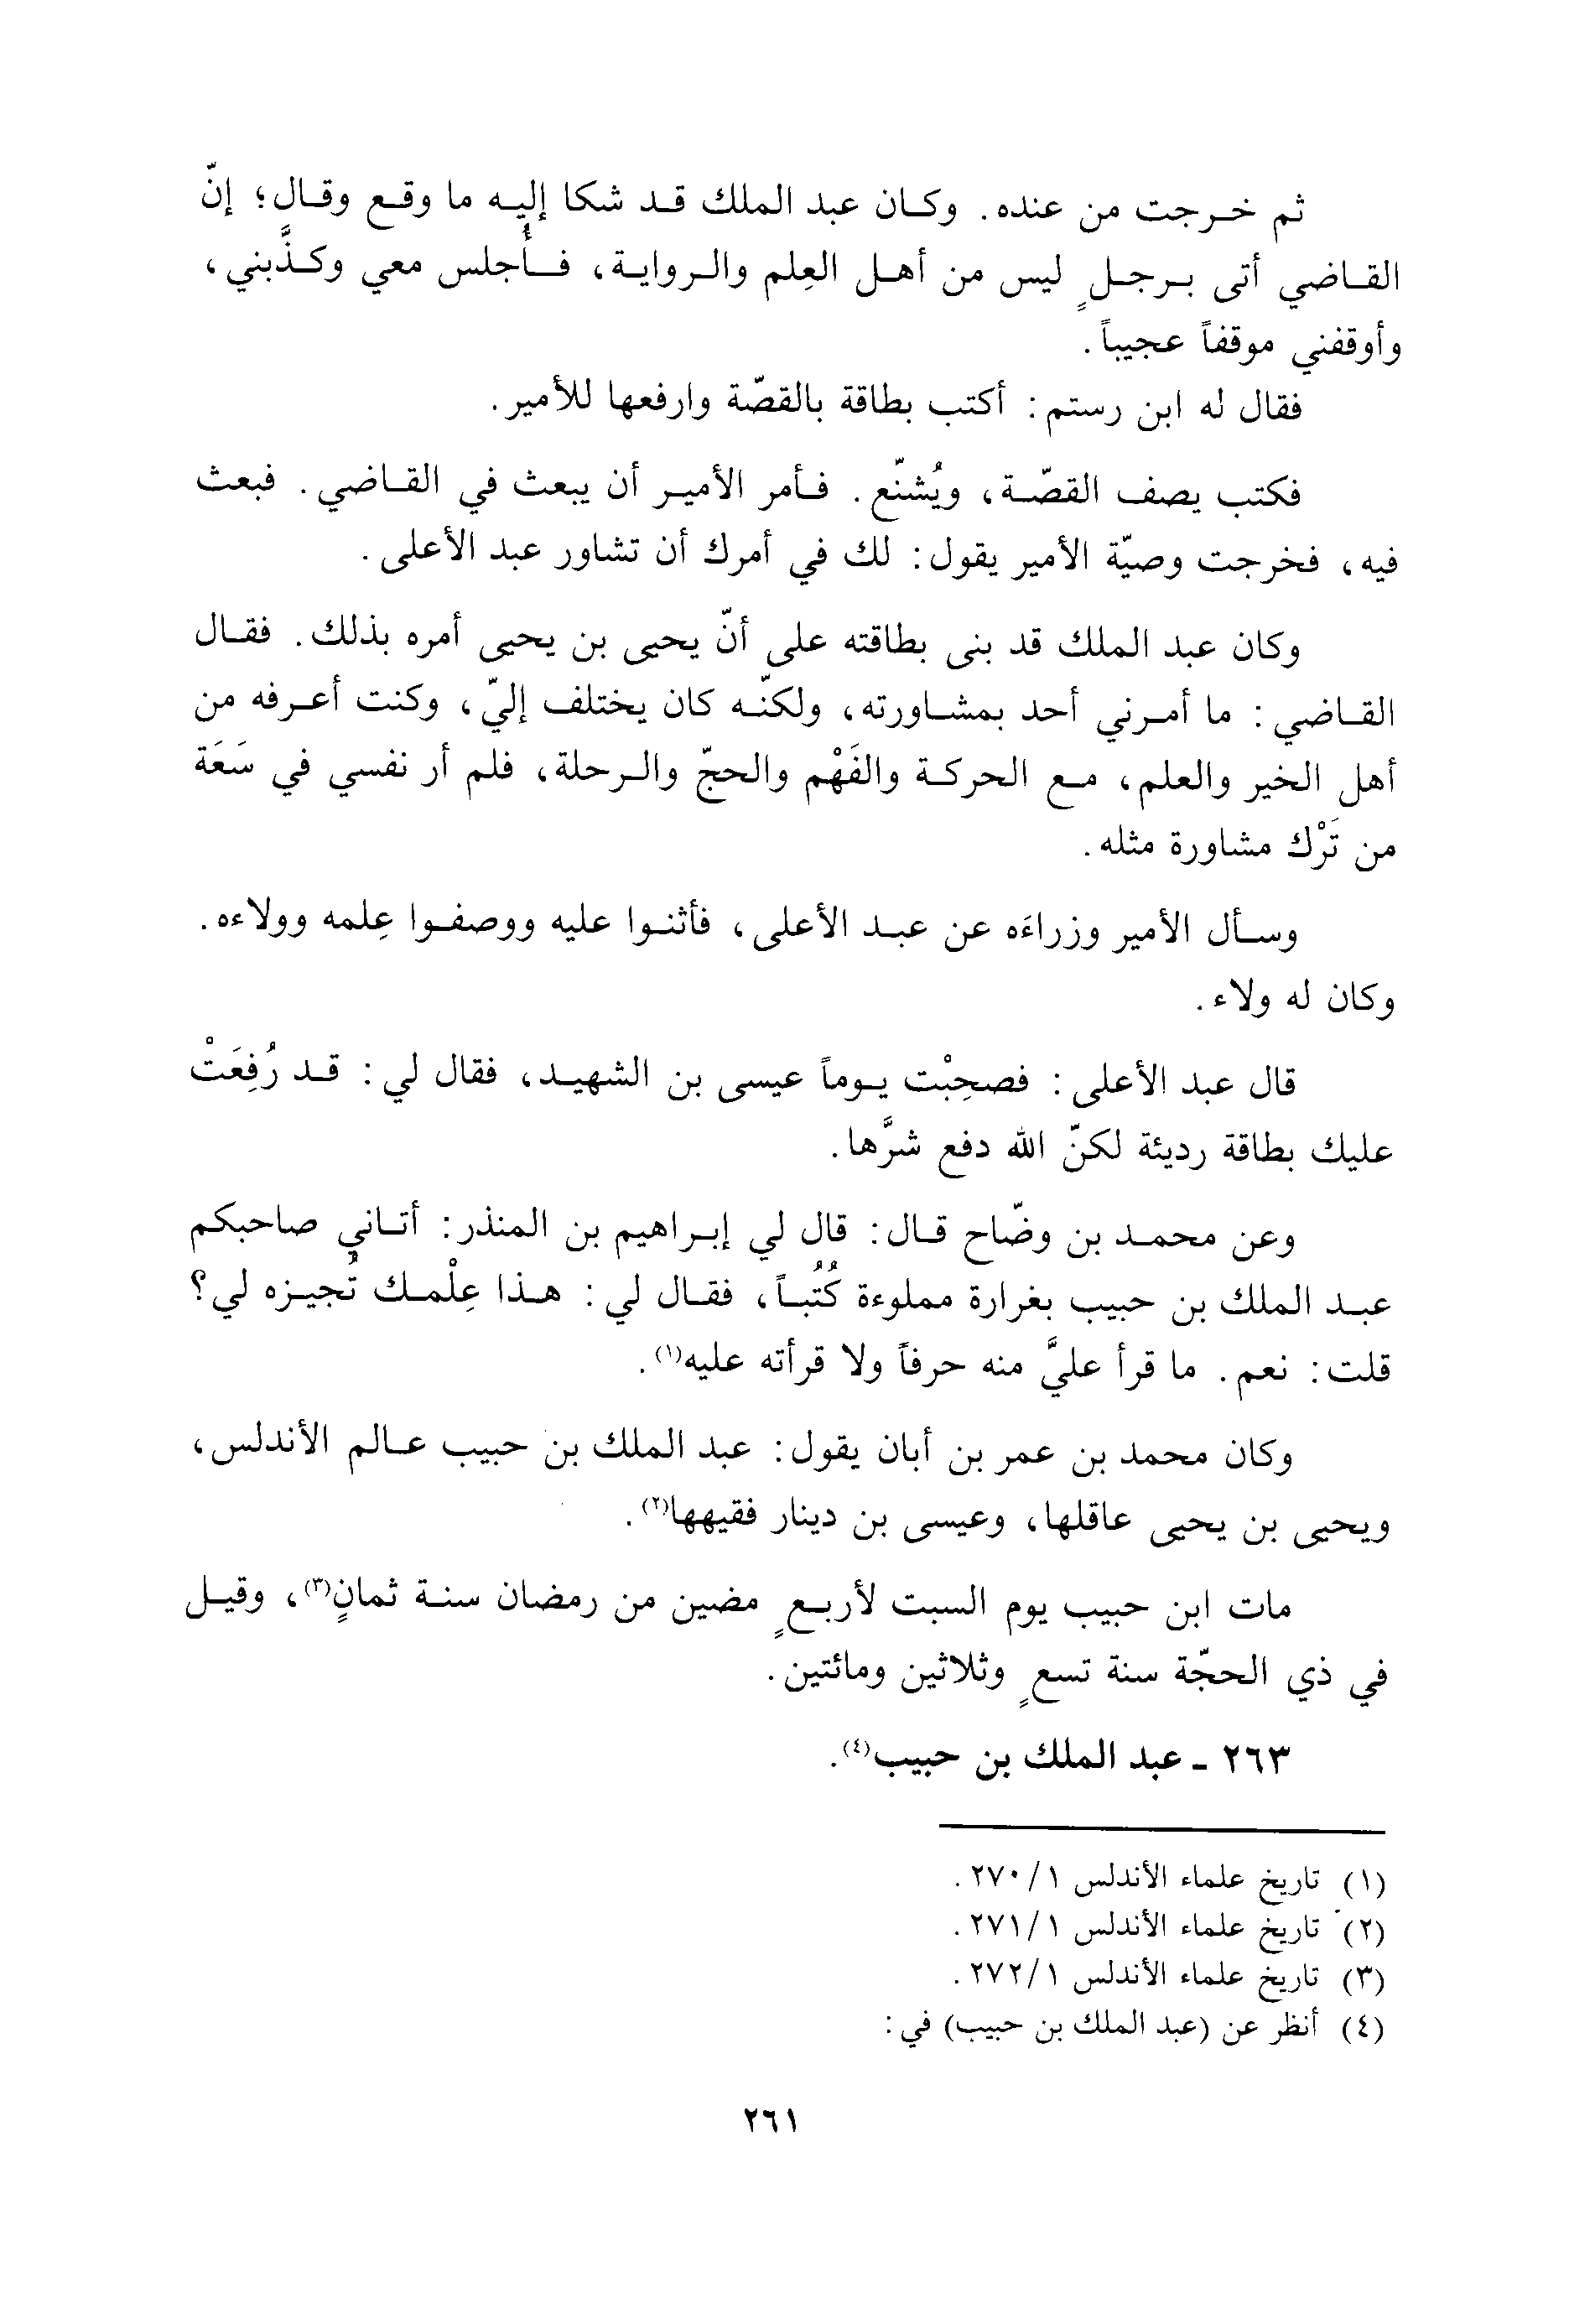 ثم خرجت من عنده. وكان عبد الملك قد شكا إليه ما وقع وقال؛ إنّ
القاضي أتى برجلٍ ليس من أهل العِلم والرواية، فأُجلس معي وكذَّبني،
وأوقفني موقفاً عجيباً.
فقال له ابن رستم: أكتب بطاقة بالقصّة وارفعها للأمير.
فكتب يصف القصّة، ويُشنّع. فأمر الأمير أن يبعث في القاضي. فبعث
فيه، فخرجت وصيّة الأمير يقول: لك في أمرك أن تشاور عبد الأعلى.
وكان عبد الملك قد بنى بطاقته على أنّ يحيى بن يحيى أمره بذلك. فقال
القاضي: ما أمرني أحد بمشاورته، ولكنّه كان يختلف إليّ، وكنت أعرفه من
أهل الخير والعلم، مع الحركة والفَهْم والحجّ والرحلة، فلم أر نفسي في سَعَة
من تَرْك مشاورة مثله.
وسأل الأمير وزراءَه عن عبد الأعلى، فأثنوا عليه ووصفوا عِلمه وولاءه.
وكان له ولاء.
قال عبد الأعلى: فصحِبْت يوماً عيسى بن الشهيد، فقال لي: قد رُفِعَتْ
عليك بطاقة رديئة لكنّ الله دفع شرَّها.
وعن محمد بن وضّاح قال: قال لي إبراهيم بن المنذر: أتاني صاحبكم
عبد الملك بن حبيب بغرارة مملوءة كُتُباً، فقال لي: هذا عِلْمك تُجيزه لي؟
قلت: نعم. ما قرأ عليَّ منه حرفاً ولا قرأته عليه(١).
وكان محمد بن عمر بن أبان يقول: عبد الملك بن حبيب عالم الأندلس،
ويحيى بن يحيى عاقلها، وعيسى بن دينار فقيهها(٢).
مات ابن حبيب يوم السبت لأربعٍ مضين من رمضان سنة ثمانٍ(٣)، وقيل
في ذي الحجّة سنة تسعٍ وثلاثين ومائتين.
٢٦٣ - عبد الملك بن حبيب(٤).
(١) تاريخ علماء الأندلس ١/ ٢٧٠.
(٢) تاريخ علماء الأندلس ١/ ٢٧١.
(٣) تاريخ علماء الأندلس ١/ ٢٧٢.
(٤) أنظر عن (عبد الملك بن حبيب) في:
٢٦١